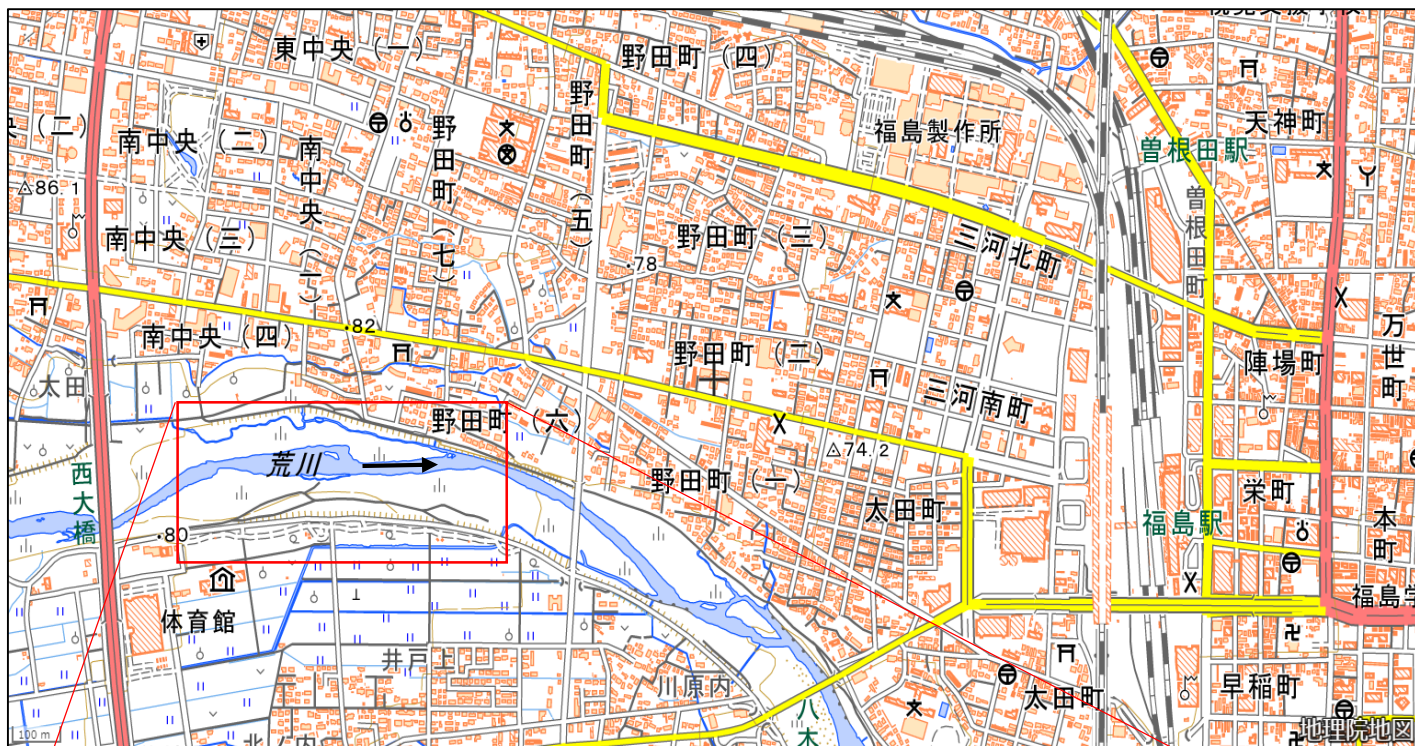 東中央（一）
野田町（四）
天神町
福島製作所
曽根田駅
曽根田町
野田町（五）
野田町（七）
南中央（二）
南中央（一）
86.1
南中央（三）
野田町（三）
三河北町
78
82
南中央（四）
野田町（二）
陣場町
万世町
三河南町
太田
野田町（六）
荒川
74.2
野田町（一）
太田町
栄町
本町
福島駅
西大橋
80
体育館
井戸上
川原内
太田町
早稲町
八木
100 m
地理院地図